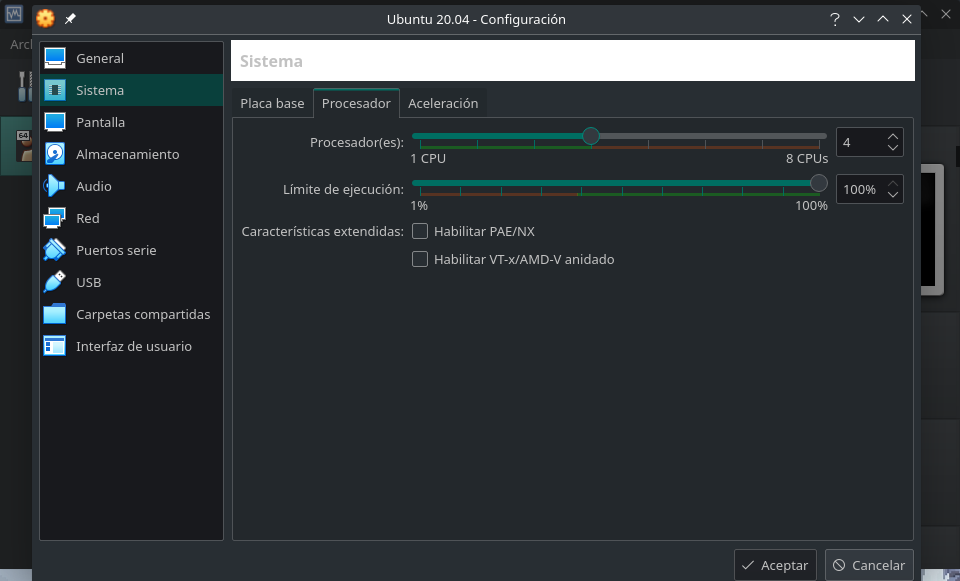 Ubuntu 20.04 - Configuración
?
Arc
64
General
Sistema
Pantalla
Almacenamiento
Audio
Red
Puertos serie
USB
Carpetas compartidas
Interfaz de usuario
Sistema
Placa base Procesador Aceleración
Procesador(es): 4
1 CPU 8 CPUs
Límite de ejecución: 100%
1% 100%
Características extendidas: Habilitar PAE/NX
Habilitar VT-x/AMD-V anidado
Aceptar Cancelar